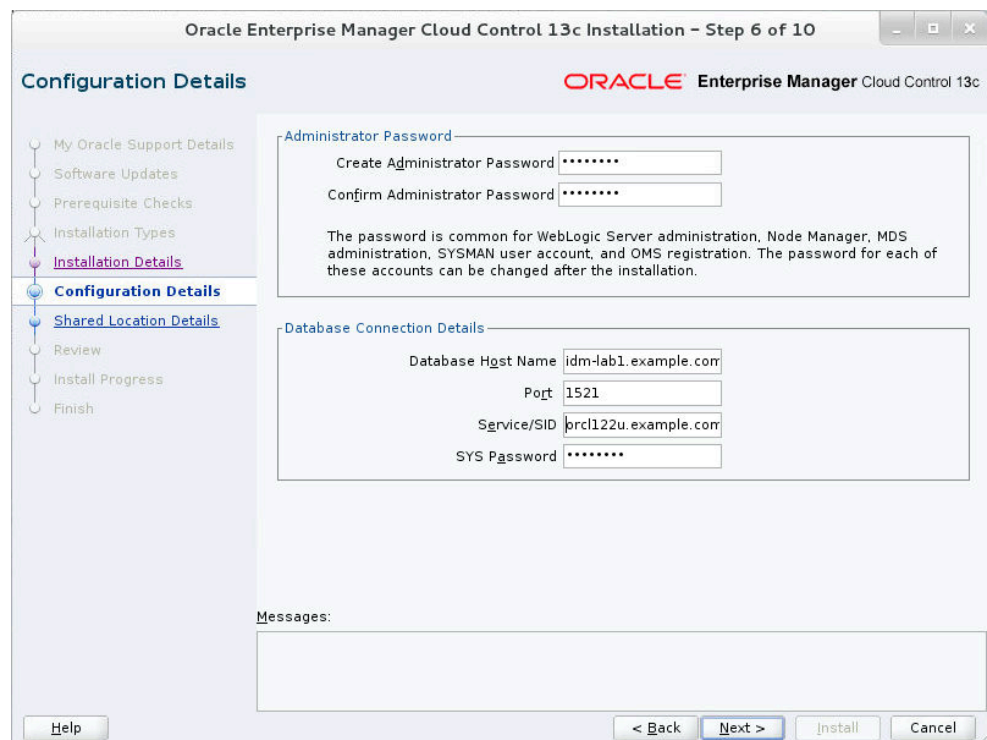 Oracle Enterprise Manager Cloud Control 13c Installation – Step 6 of 10
Configuration Details
ORACLE Enterprise Manager Cloud Control 13c
My Oracle Support Details
Software Updates
Prerequisite Checks
Installation Types
Installation Details
Configuration Details
Shared Location Details
Review
Install Progress
Finish
Administrator Password
Create Administrator Password ••••••••
Confirm Administrator Password ••••••••
The password is common for WebLogic Server administration, Node Manager, MDS
administration, SYSMAN user account, and OMS registration. The password for each of
these accounts can be changed after the installation.
Database Connection Details
Database Host Name idm-lab1.example.com
Port 1521
Service/SID orcl122u.example.com
SYS Password ••••••••
Messages:
Help
< Back
Next >
Install
Cancel